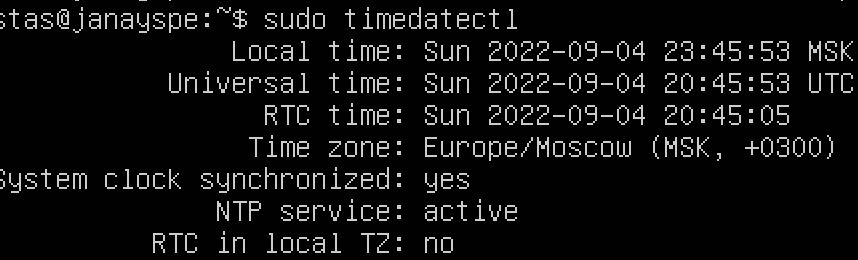 stas@janayspe:~$ sudo timedatectl
Local time: Sun 2022-09-04 23:45:53 MSK
Universal time: Sun 2022-09-04 20:45:53 UTC
RTC time: Sun 2022-09-04 20:45:05
Time zone: Europe/Moscow (MSK, +0300)
System clock synchronized: yes
NTP service: active
RTC in local TZ: no